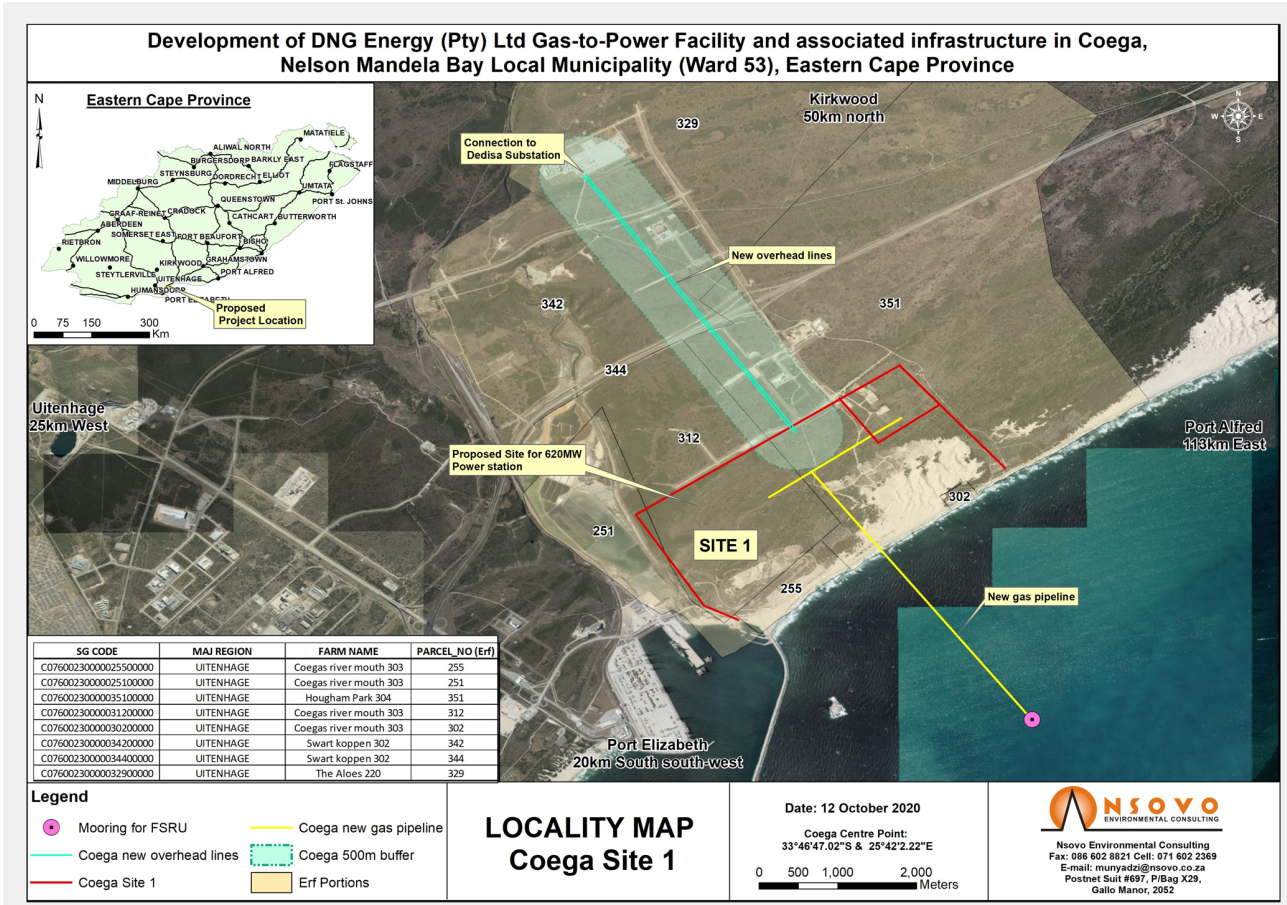 Development of DNG Energy (Pty) Ltd Gas-to-Power Facility and associated infrastructure in Coega,
Nelson Mandela Bay Local Municipality (Ward 53), Eastern Cape Province
N
Eastern Cape Province
MATATIELE
ALIWAL NORTH
BURGERSDORP
BARKLY EAST
FLAGSTAFF
STEYNSBURG
DORDRECHT
ELLIOT
MIDDELBURG
UMTATA
QUEENSTOWN
PORT St. JOHNS
GRAAF-REINET
CRADOCK
CATHCART
BUTTERWORTH
ABERDEEN
SOMERSET EAST
FORT BEAUFORT
BISHO
RIETBRON
WILLOWMORE
KIRKWOOD
GRAHAMSTOWN
STEYTLERVILLE
UITENHAGE
PORT ALFRED
HUMANSDORP
Proposed
Project Location
0 75 150 300
Km
Kirkwood
50km north
N
W E
S
329
Connection to
Dedisa Substation
New overhead lines
342
351
344
Uitenhage
25km West
312
Port Alfred
113km East
Proposed Site for 620MW
Power station
302
251
SITE 1
255
New gas pipeline
Port Elizabeth
20km South south-west
SG CODE MAJ REGION FARM NAME PARCEL_NO (Erf)
C07600230000025500000 UITENHAGE Coegas river mouth 303 255
C07600230000025100000 UITENHAGE Coegas river mouth 303 251
C07600230000035100000 UITENHAGE Hougham Park 304 351
C07600230000031200000 UITENHAGE Coegas river mouth 303 312
C07600230000030200000 UITENHAGE Coegas river mouth 303 302
C07600230000034200000 UITENHAGE Swart koppen 302 342
C07600230000034400000 UITENHAGE Swart koppen 302 344
C07600230000032900000 UITENHAGE The Aloes 220 329
Legend
Mooring for FSRU
Coega new overhead lines
Coega Site 1
Coega new gas pipeline
Coega 500m buffer
Erf Portions
LOCALITY MAP
Coega Site 1
Date: 12 October 2020
Coega Centre Point:
33°46'47.02"S & 25°42'2.22"E
0 500 1,000 2,000
Meters
NSOVO
ENVIRONMENTAL CONSULTING
Nsovo Environmental Consulting
Fax: 086 602 8821 Cell: 071 602 2369
E-mail: munyadzi@nsovo.co.za
Postnet Suit #697, P/Bag X29,
Gallo Manor, 2052